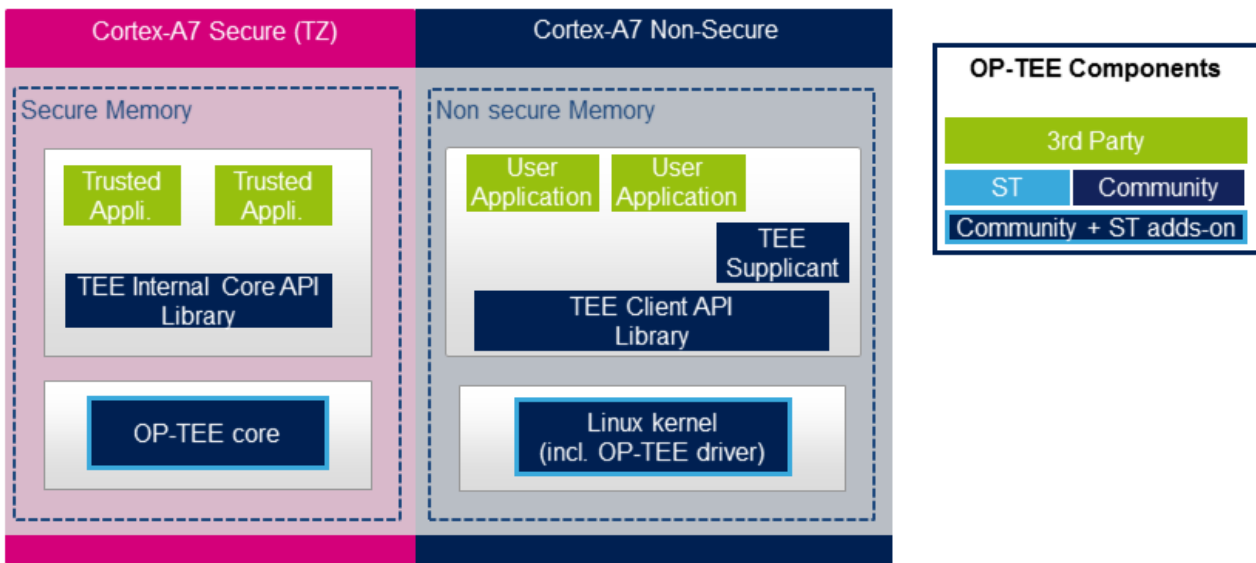 Cortex-A7 Secure (TZ)
Cortex-A7 Non-Secure
Secure Memory
Trusted
Appli.
Trusted
Appli.
TEE Internal Core API
Library
OP-TEE core
Non secure Memory
User
Application
User
Application
TEE
Supplicant
TEE Client API
Library
Linux kernel
(incl. OP-TEE driver)
OP-TEE Components
3rd Party
ST
Community
Community + ST adds-on